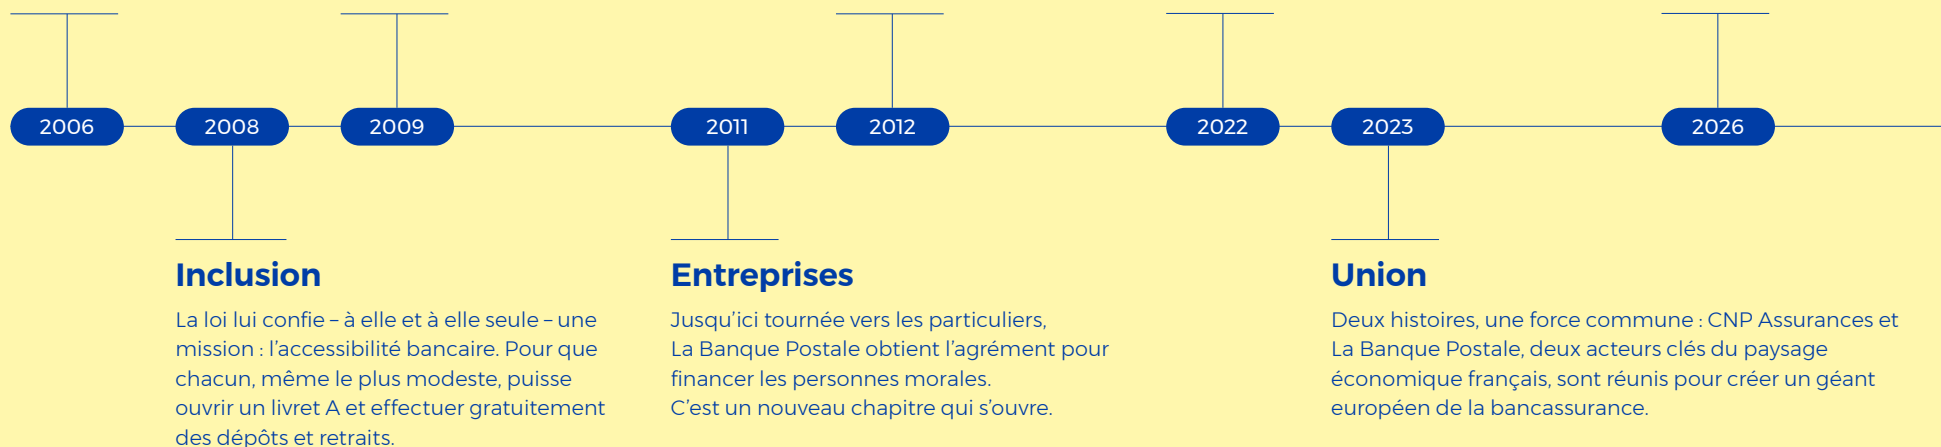 2006
2008
2009
2011
2012
2022
2023
2026
Inclusion
La loi lui confie – à elle et à elle seule – une
mission : l’accessibilité bancaire. Pour que
chacun, même le plus modeste, puisse
ouvrir un livret A et effectuer gratuitement
des dépôts et retraits.
Entreprises
Jusqu’ici tournée vers les particuliers,
La Banque Postale obtient l’agrément pour
financer les personnes morales.
C’est un nouveau chapitre qui s’ouvre.
Union
Deux histoires, une force commune : CNP Assurances et
La Banque Postale, deux acteurs clés du paysage
économique français, sont réunis pour créer un géant
européen de la bancassurance.